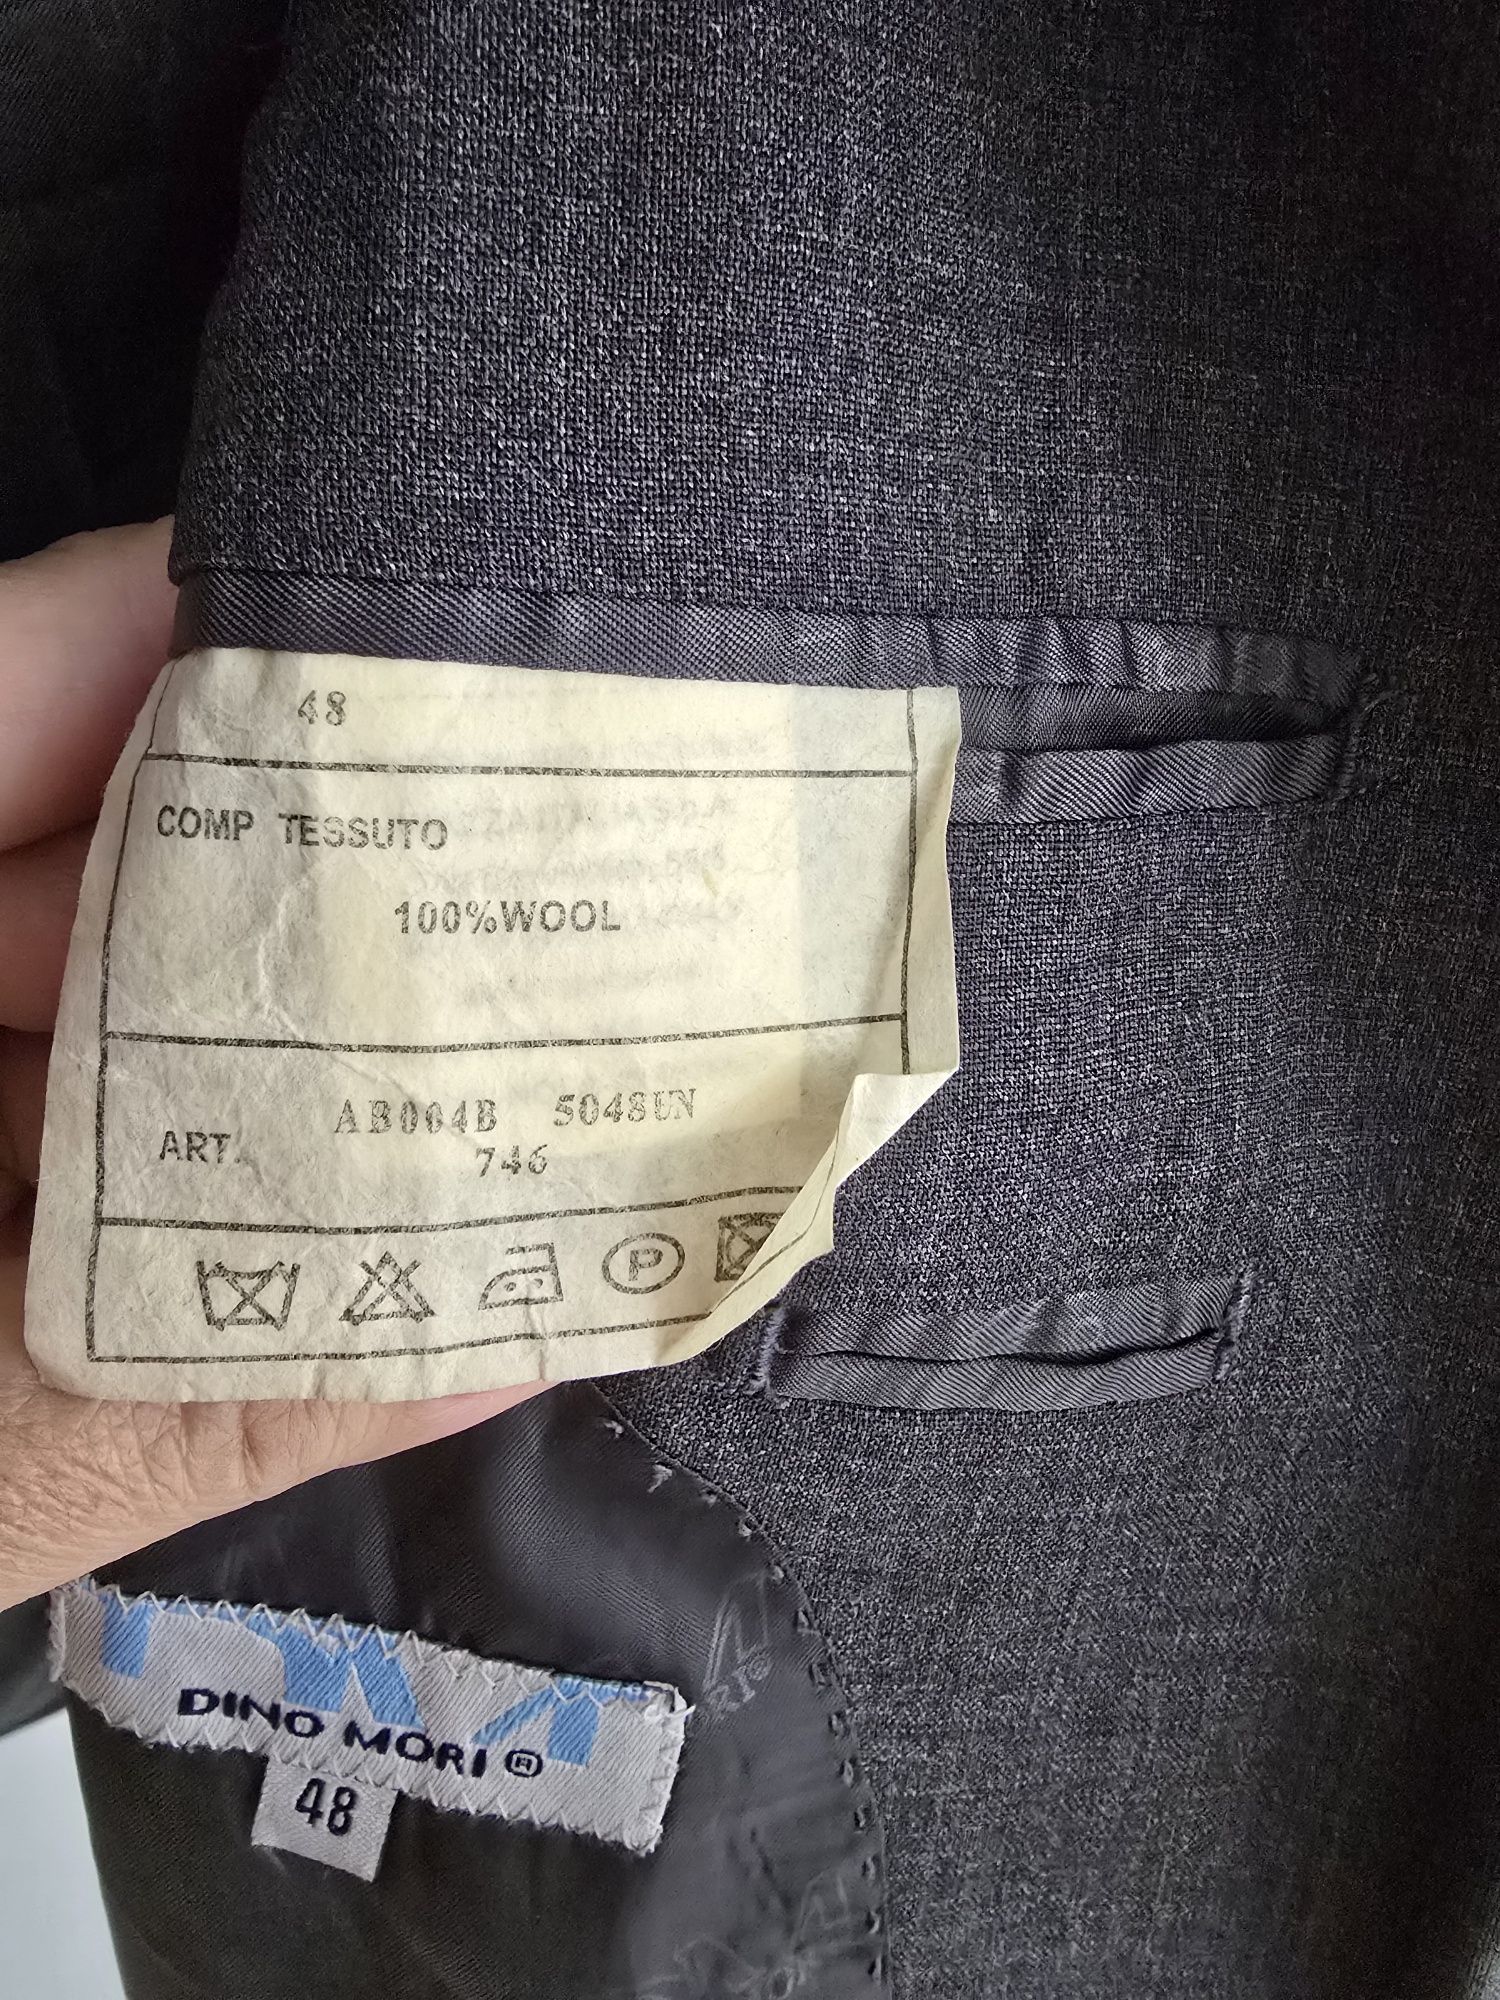 48
COMP TESSUTO
100%WOOL
ART. AB004B 5048UN
746
P
DINO MORI ®
48